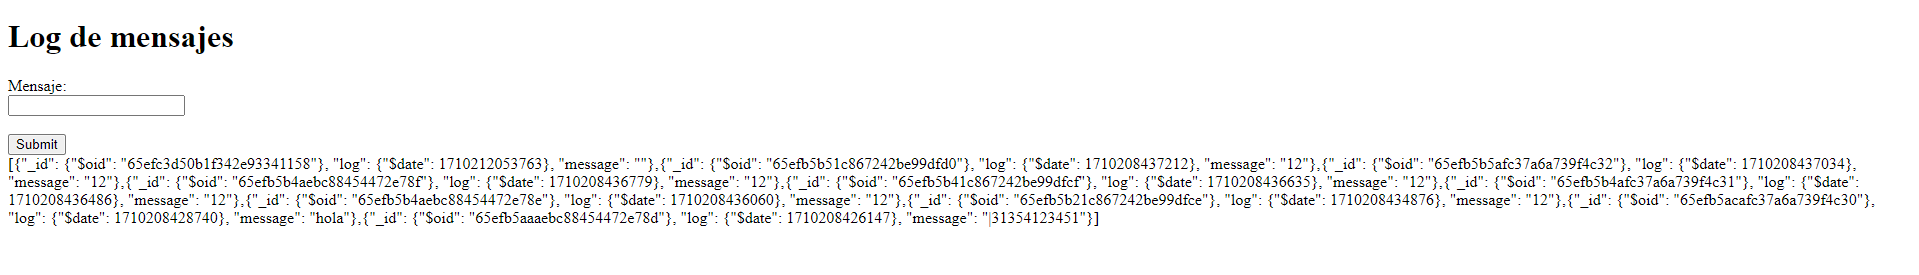 Log de mensajes
Mensaje:
Submit
[{"_id": {"$oid": "65efc3d50b1f342e93341158"}, "log": {"$date": 1710212053763}, "message": ""},{"_id": {"$oid": "65efb5b51c867242be99dfd0"}, "log": {"$date": 1710208437212}, "message": "12"},{"_id": {"$oid": "65efb5b5afc37a6a739f4c32"}, "log": {"$date": 1710208437034},
"message": "12"},{"_id": {"$oid": "65efb5b4aebc88454472e78f"}, "log": {"$date": 1710208436779}, "message": "12"},{"_id": {"$oid": "65efb5b41c867242be99dfcf"}, "log": {"$date": 1710208436635}, "message": "12"},{"_id": {"$oid": "65efb5b4afc37a6a739f4c31"}, "log": {"$date":
1710208436486}, "message": "12"},{"_id": {"$oid": "65efb5b4aebc88454472e78e"}, "log": {"$date": 1710208436060}, "message": "12"},{"_id": {"$oid": "65efb5b21c867242be99dfce"}, "log": {"$date": 1710208434876}, "message": "12"},{"_id": {"$oid": "65efb5acafc37a6a739f4c30"},
"log": {"$date": 1710208428740}, "message": "hola"},{"_id": {"$oid": "65efb5aaaebc88454472e78d"}, "log": {"$date": 1710208426147}, "message": "|31354123451"}]